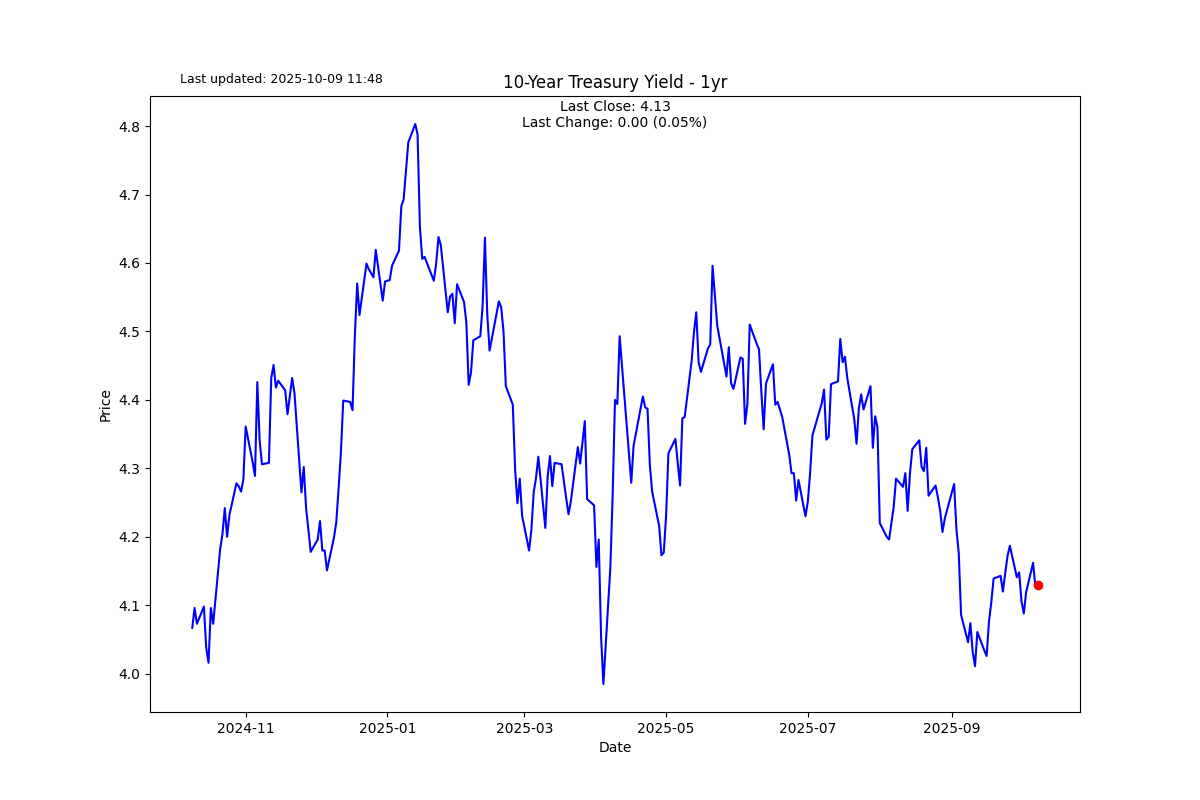 Last updated: 2025-10-09 11:48
10-Year Treasury Yield - 1yr
Last Close: 4.13
Last Change: 0.00 (0.05%)
4.8
4.7
4.6
4.5
4.4
4.3
4.2
4.1
4.0
Price
2024-11
2025-01
2025-03
2025-05
2025-07
2025-09
Date